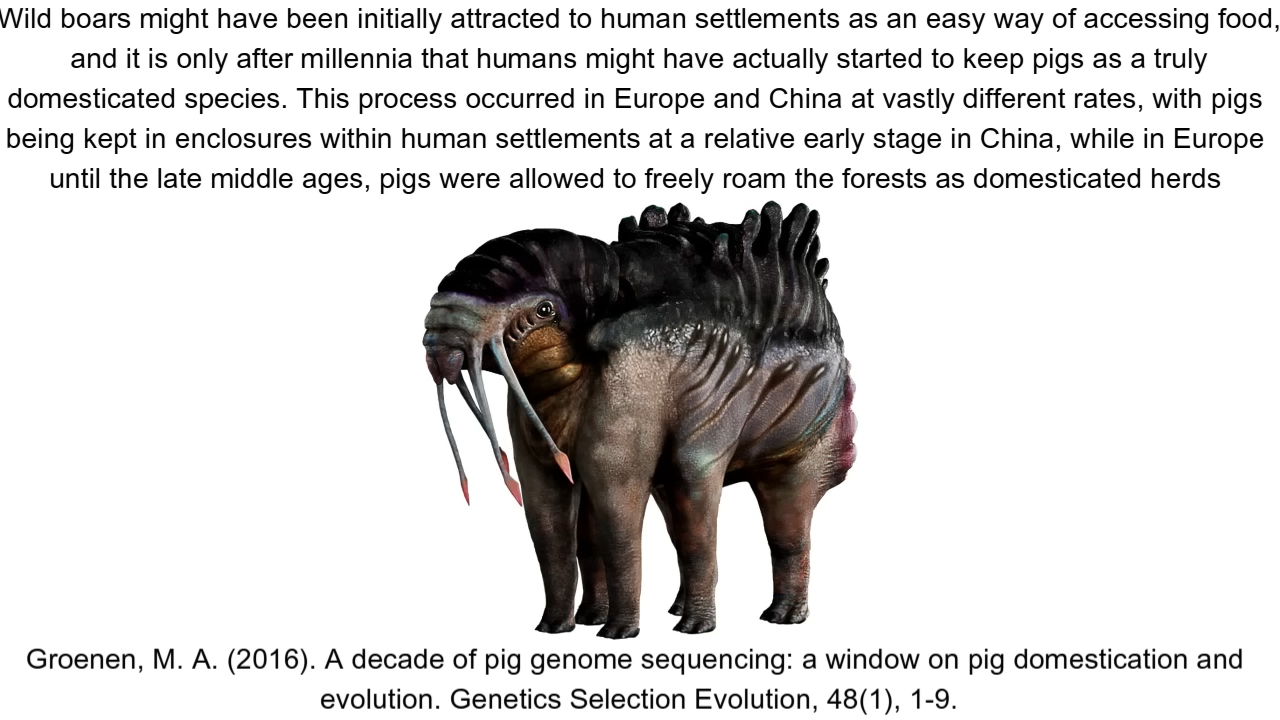 Wild boars might have been initially attracted to human settlements as an easy way of accessing food,
and it is only after millennia that humans might have actually started to keep pigs as a truly
domesticated species. This process occurred in Europe and China at vastly different rates, with pigs
being kept in enclosures within human settlements at a relative early stage in China, while in Europe
until the late middle ages, pigs were allowed to freely roam the forests as domesticated herds
Groenen, M. A. (2016). A decade of pig genome sequencing: a window on pig domestication and
evolution. Genetics Selection Evolution, 48(1), 1-9.